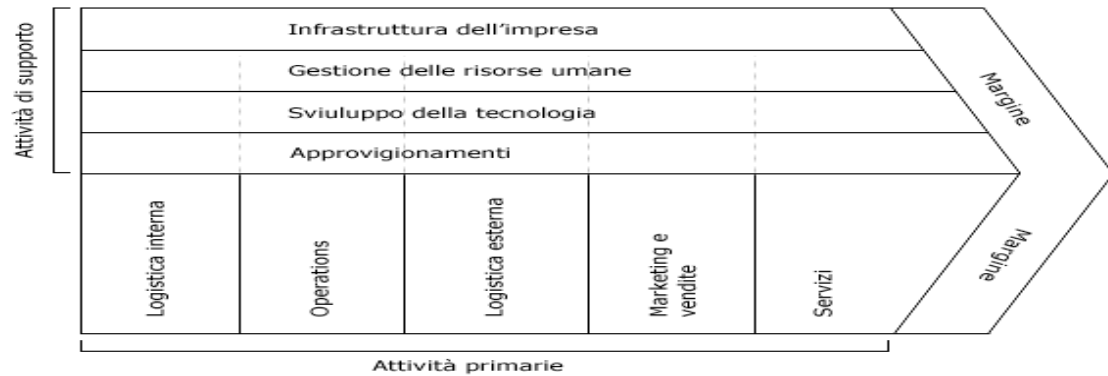 Attività di supporto
Infrastruttura dell'impresa
Gestione delle risorse umane
Sviuluppo della tecnologia
Approvigionamenti
Margine
Margine
Logistica interna
Operations
Logistica esterna
Marketing e
vendite
Servizi
Attività primarie